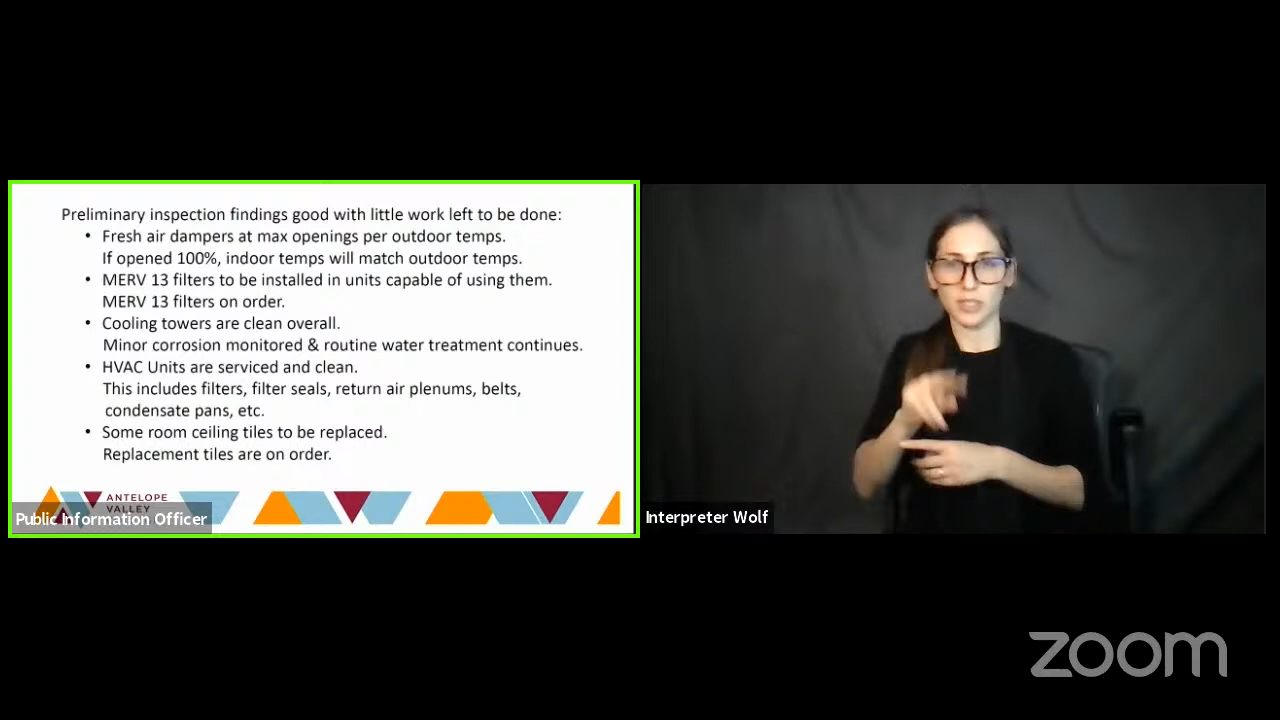 Preliminary inspection findings good with little work left to be done:
• Fresh air dampers at max openings per outdoor temps.
If opened 100%, indoor temps will match outdoor temps.
• MERV 13 filters to be installed in units capable of using them.
MERV 13 filters on order.
• Cooling towers are clean overall.
Minor corrosion monitored & routine water treatment continues.
• HVAC Units are serviced and clean.
This includes filters, filter seals, return air plenums, belts,
condensate pans, etc.
• Some room ceiling tiles to be replaced.
Replacement tiles are on order.
ANTELOPE
VALLEY
Public Information Officer
Interpreter Wolf
zoom